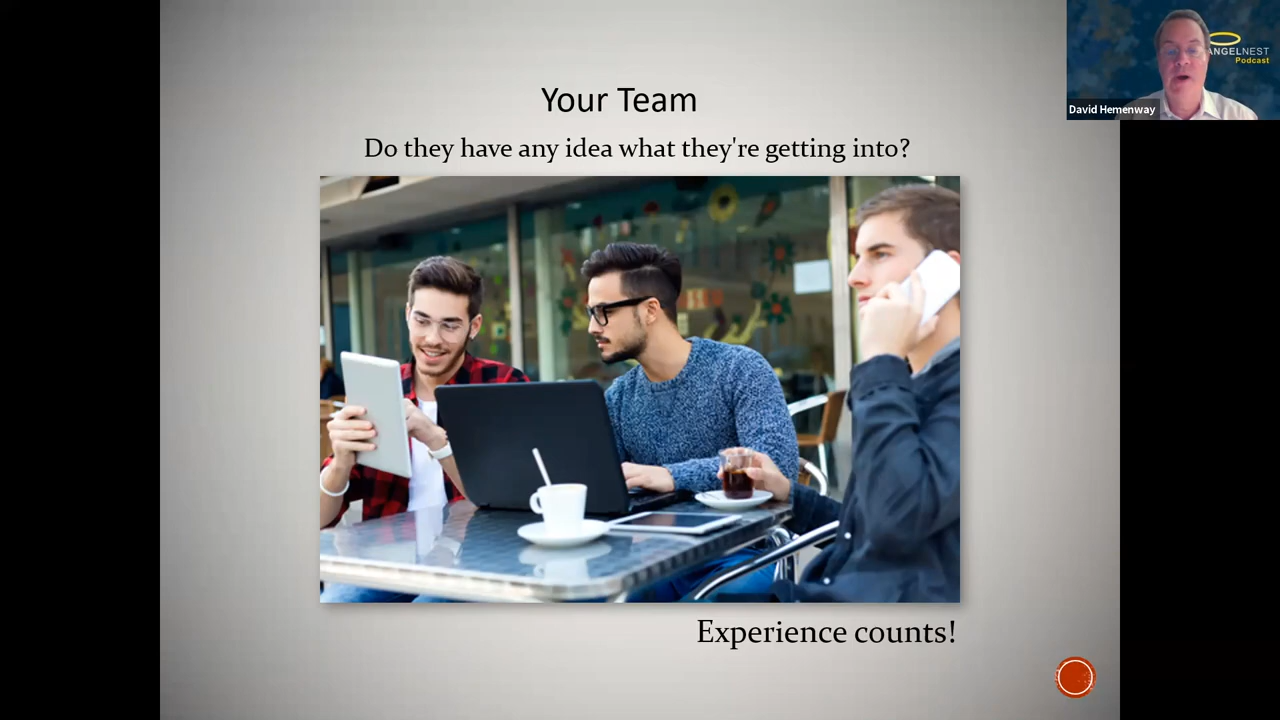 Your Team
Do they have any idea what they're getting into?
Experience counts!
ANGELNEST
Podcast
David Hemenway